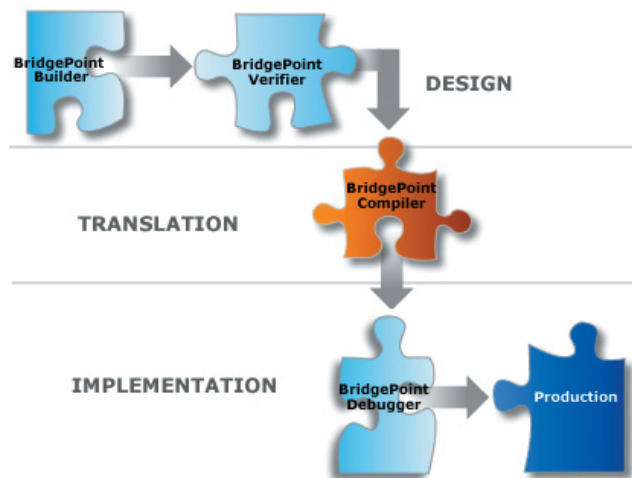 BridgePoint
Builder
BridgePoint
Verifier
DESIGN
BridgePoint
Compiler
TRANSLATION
IMPLEMENTATION
BridgePoint
Debugger
Production